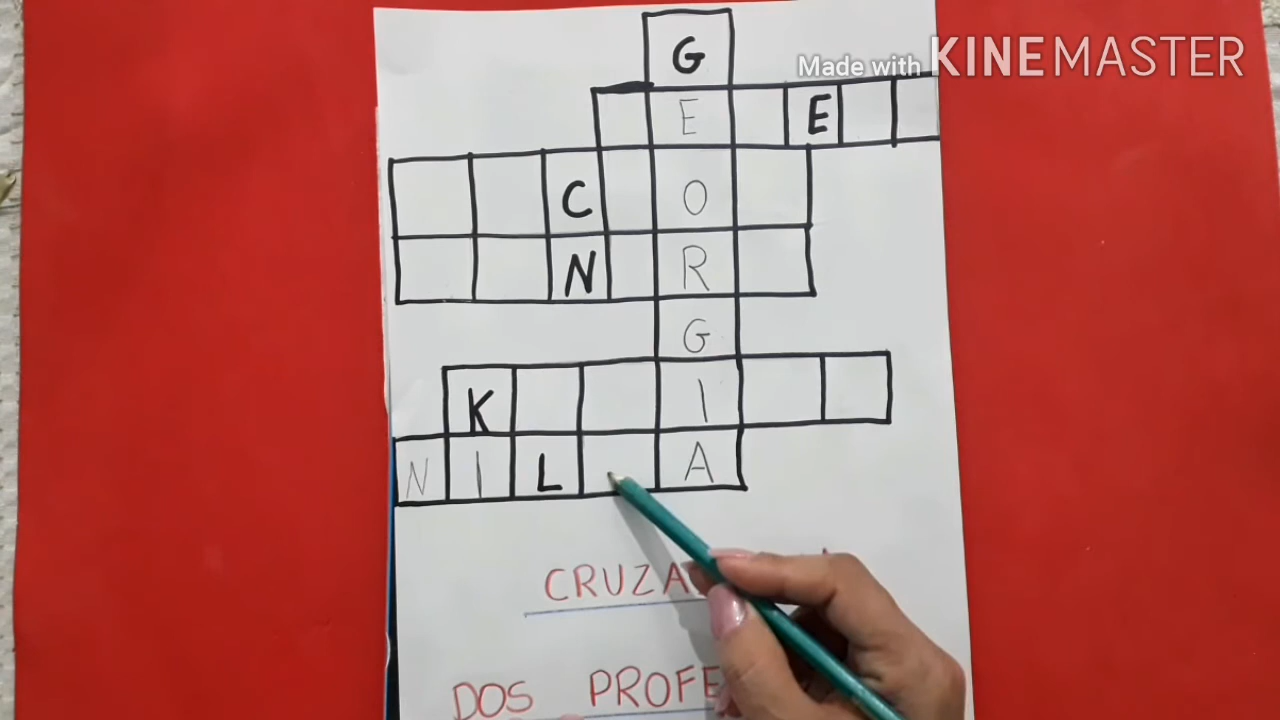 Made with KINEMASTER
G
E E
C O
N R
G
K I
N I L A
CRUZA
DOS PROFE